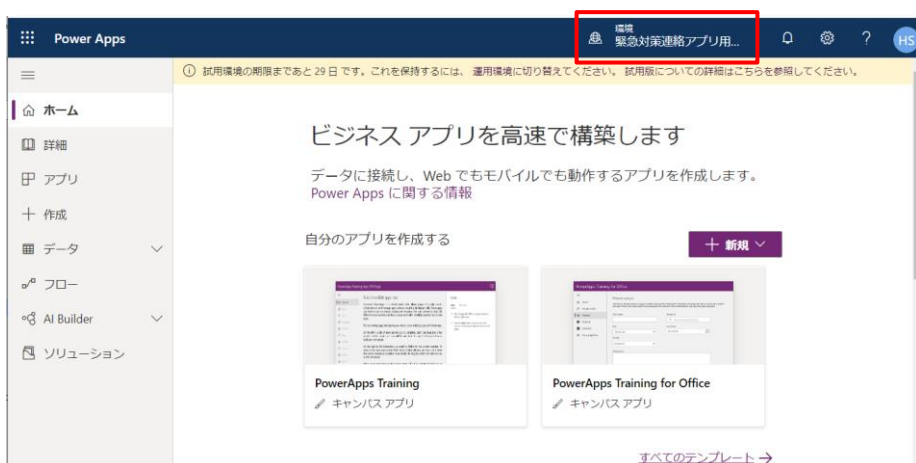 Power Apps
環境
緊急対策連絡アプリ用...
?
HS
試用環境の期限まであと 29 日 です。これを保持するには、 運用環境に切り替えてください。 試用版についての詳細はこちらを参照してください。
ホーム
詳細
アプリ
作成
データ
フロー
AI Builder
ソリューション
ビジネス アプリを高速で構築します
データに接続し、Web でもモバイルでも動作するアプリを作成します。
Power Apps に関する情報
自分のアプリを作成する
新規
PowerApps Training
キャンバス アプリ
PowerApps Training for Office
キャンバス アプリ
すべてのテンプレート →